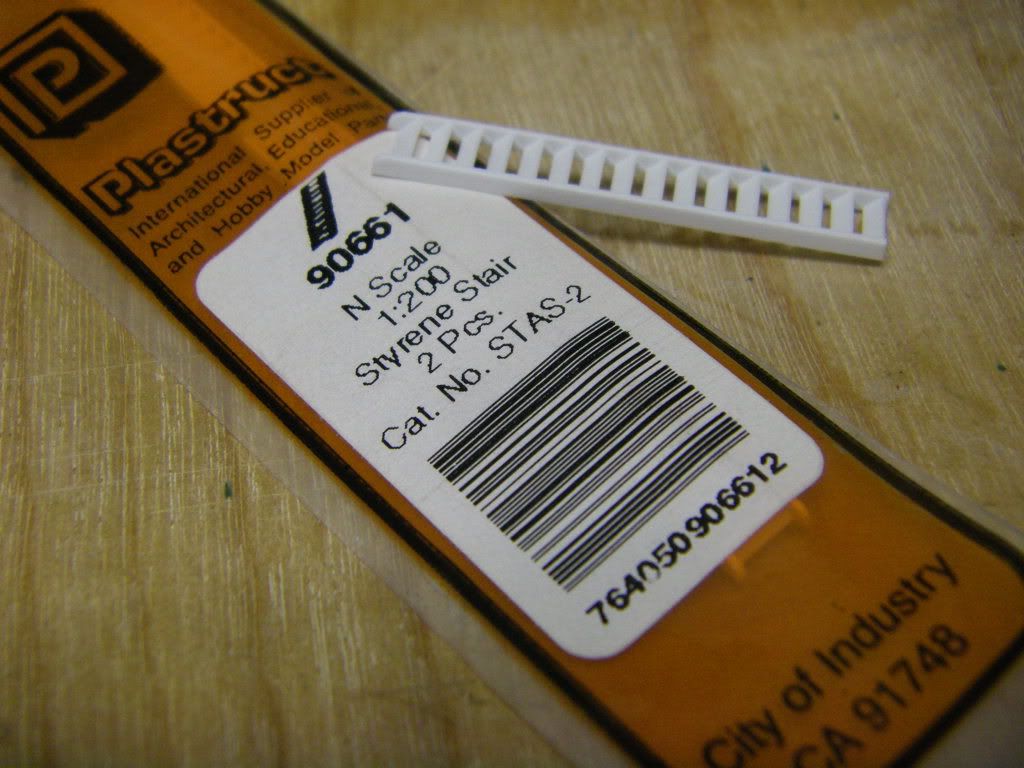 P
Plastruct
International Supplier
Architectural, Educational
and Hobby Model
90661
N Scale
1:200
Styrene Stair
2 Pcs.
Cat. No. STAS-2
764050906612
City of Industry
CA 91748